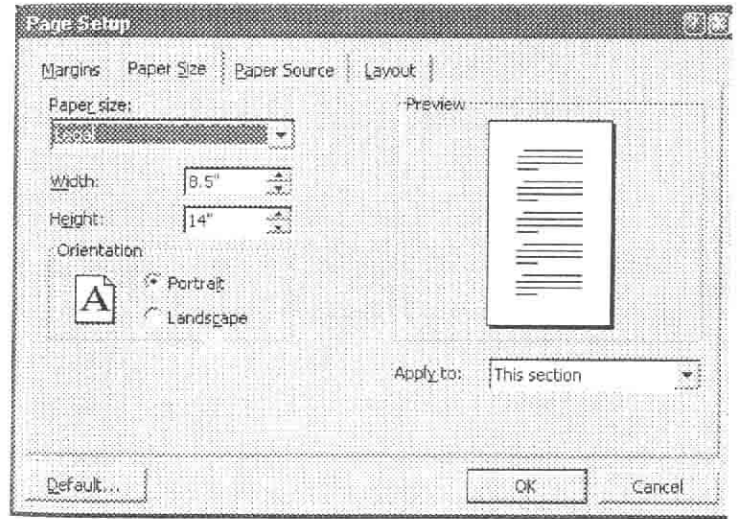 Page Setup
Margins Paper Size Paper Source Layout
Paper size:
Legal
Preview
Width: 8.5"
Height: 14"
Orientation
A
Portrait
Landscape
Apply to: This section
Default... OK Cancel